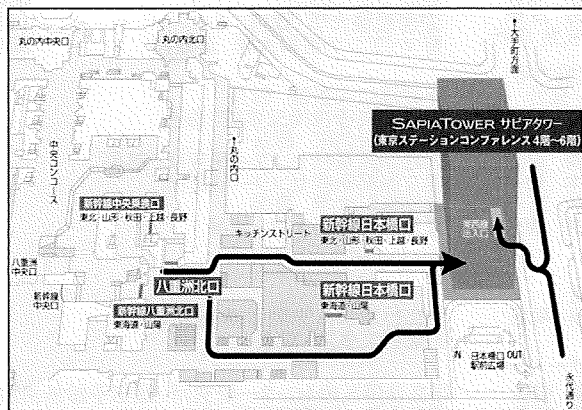 丸の内中央口
丸の内北口
・大手町方面
SAPIATOWER サピアタワー
(東京ステーションコンファレンス 4階〜6階)
中央コンコース
・丸の内口
新幹線中央乗換口
東北・山形・秋田・上越・長野
キッチンストリート
新幹線日本橋口
東北・山形・秋田・上越・長野
八重洲
中央口
八重洲北口
新幹線
中央口
新幹線八重洲北口
東海道・山陽
新幹線日本橋口
東海道・山陽
IN 日本橋口 OUT
駅前広場
永代通り